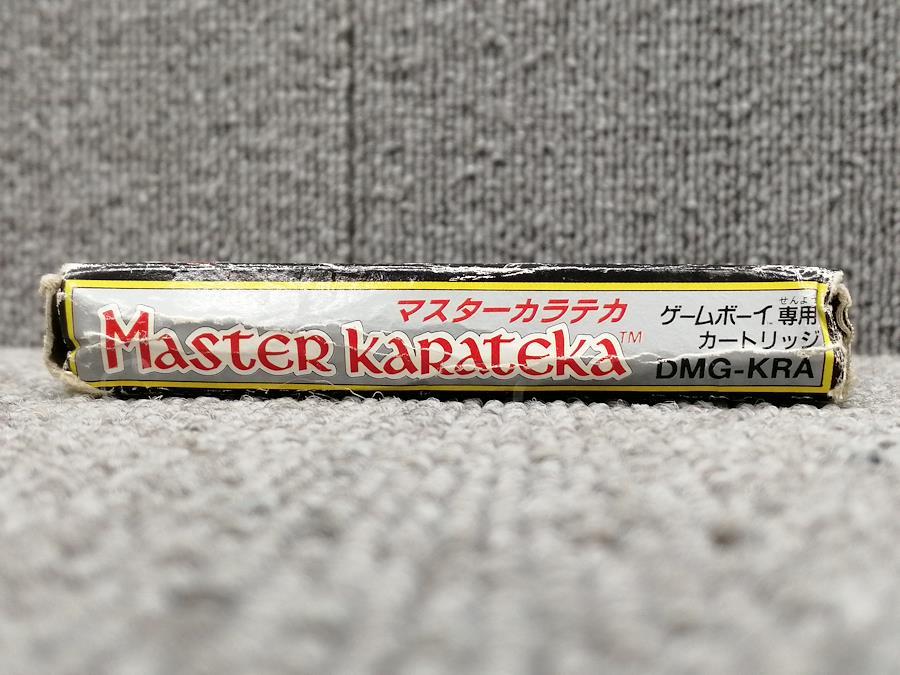 マスターカラテカ
MASTER KARATEKA™
せんよう
ゲームボーイ専用
カートリッジ
DMG-KRA